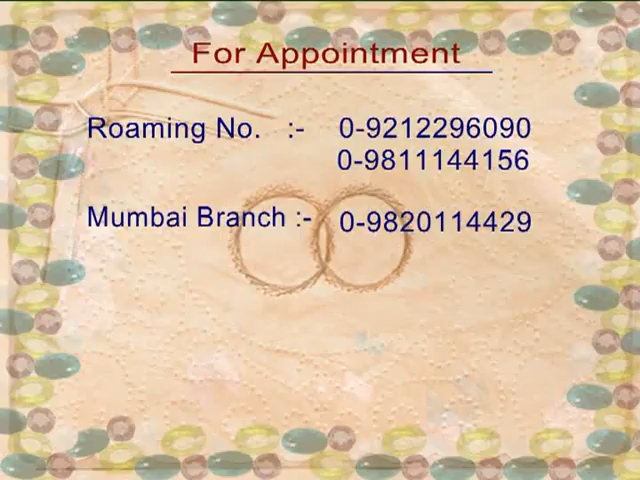 For Appointment
Roaming No. :- 0-9212296090
0-9811144156
Mumbai Branch :- 0-9820114429